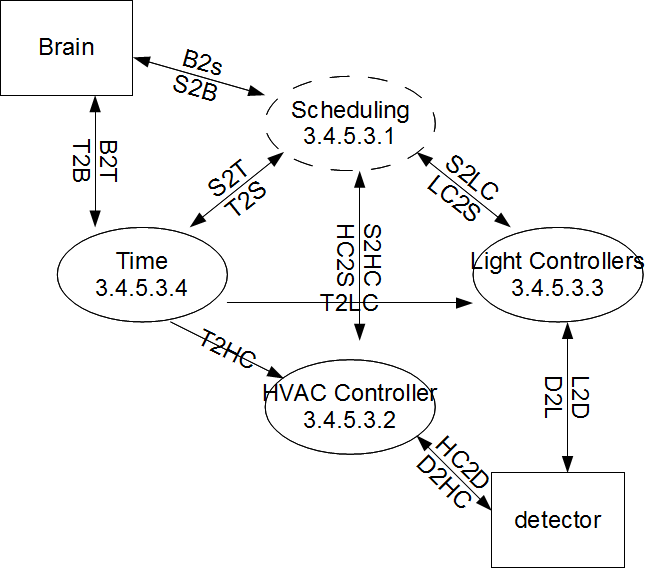 Brain
B2s
S2B
Scheduling
3.4.5.3.1
B2T
T2B
S2T
T2S
S2LC
LC2S
S2HC
HC2S
Time
3.4.5.3.4
Light Controllers
3.4.5.3.3
T2LC
T2HC
HVAC Controller
3.4.5.3.2
L2D
D2L
HC2D
D2HC
detector